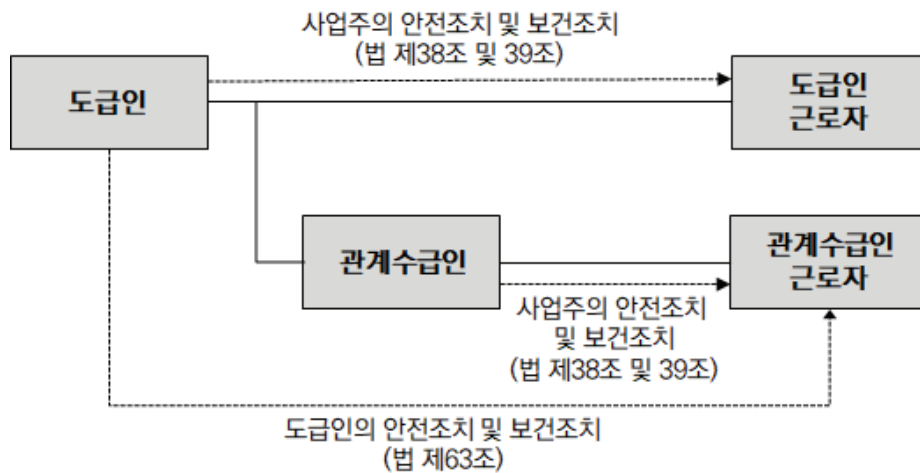 사업주의 안전조치 및 보건조치
(법 제38조 및 39조)
도급인
도급인
근로자
관계수급인
관계수급인
근로자
사업주의 안전조치
및 보건조치
(법 제38조 및 39조)
도급인의 안전조치 및 보건조치
(법 제63조)